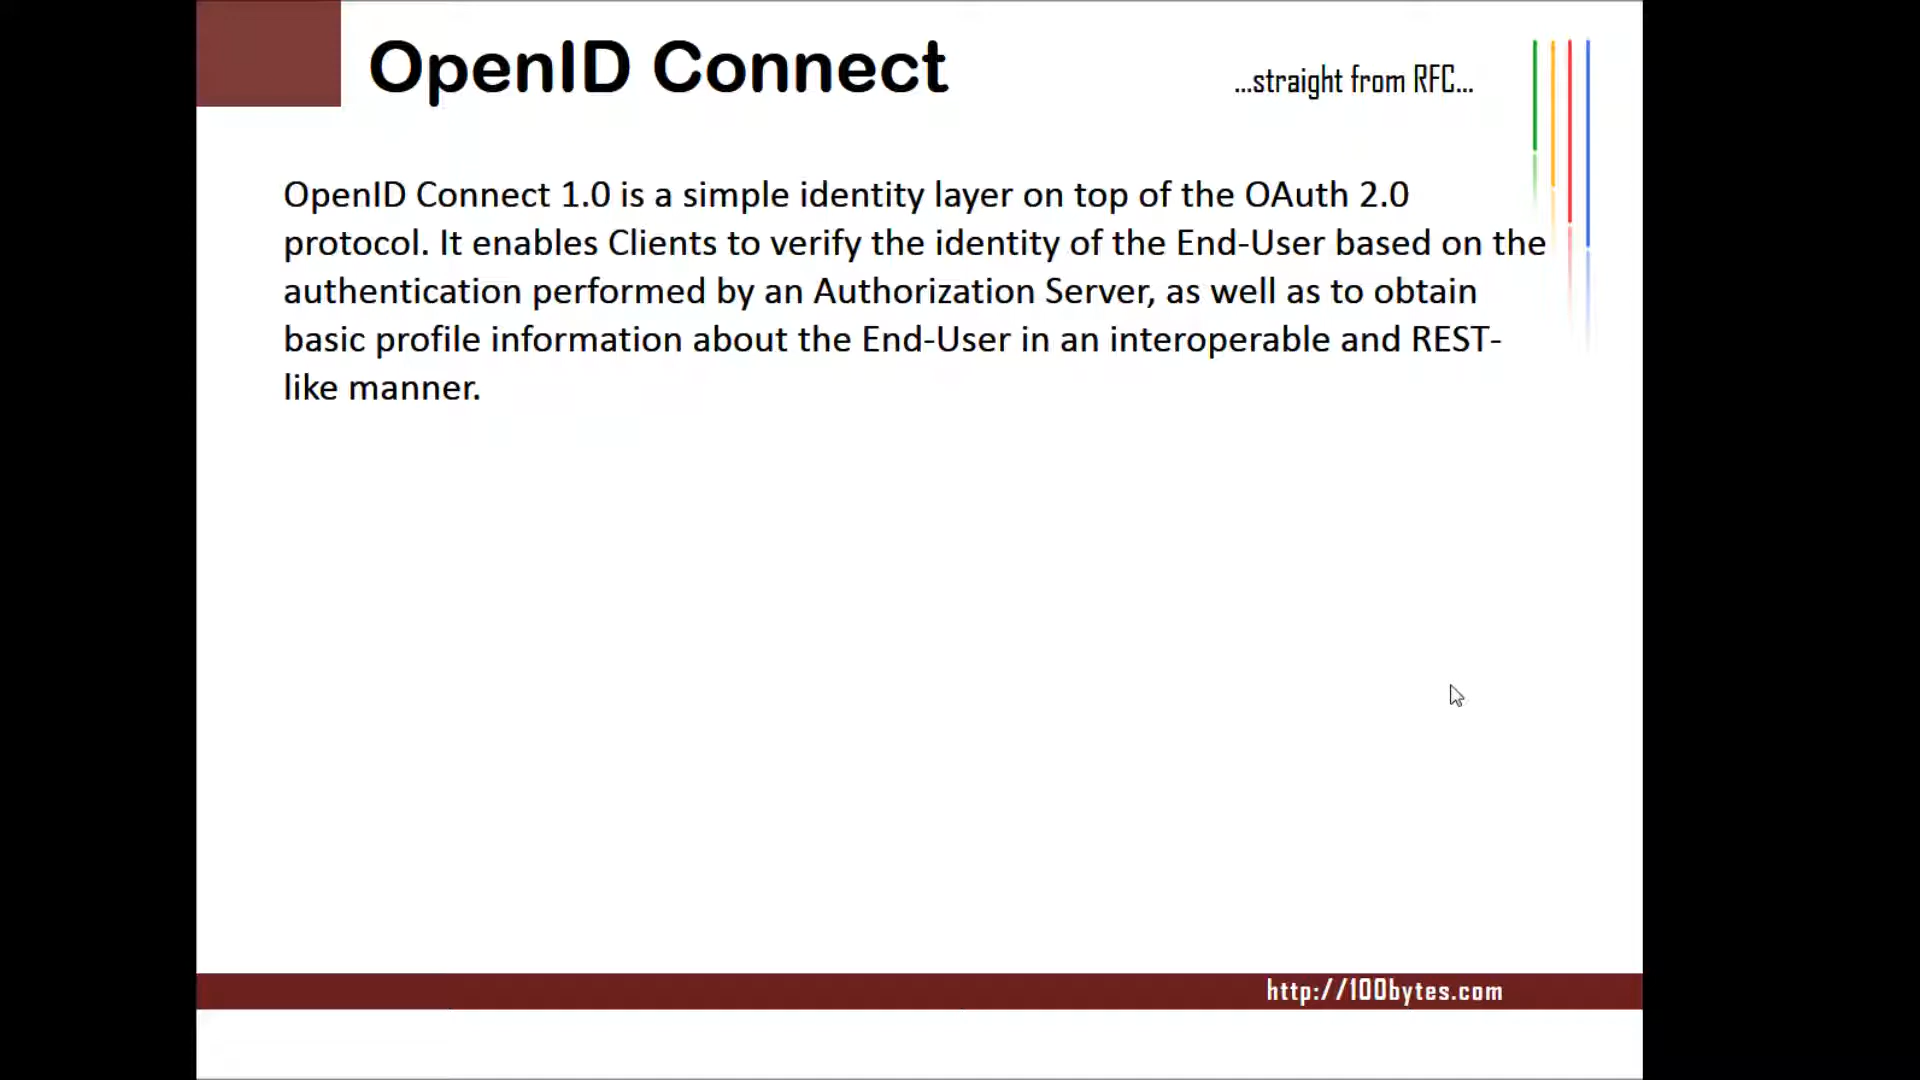 OpenID Connect
...straight from RFC...
OpenID Connect 1.0 is a simple identity layer on top of the OAuth 2.0
protocol. It enables Clients to verify the identity of the End-User based on the
authentication performed by an Authorization Server, as well as to obtain
basic profile information about the End-User in an interoperable and REST-
like manner.
http://100bytes.com